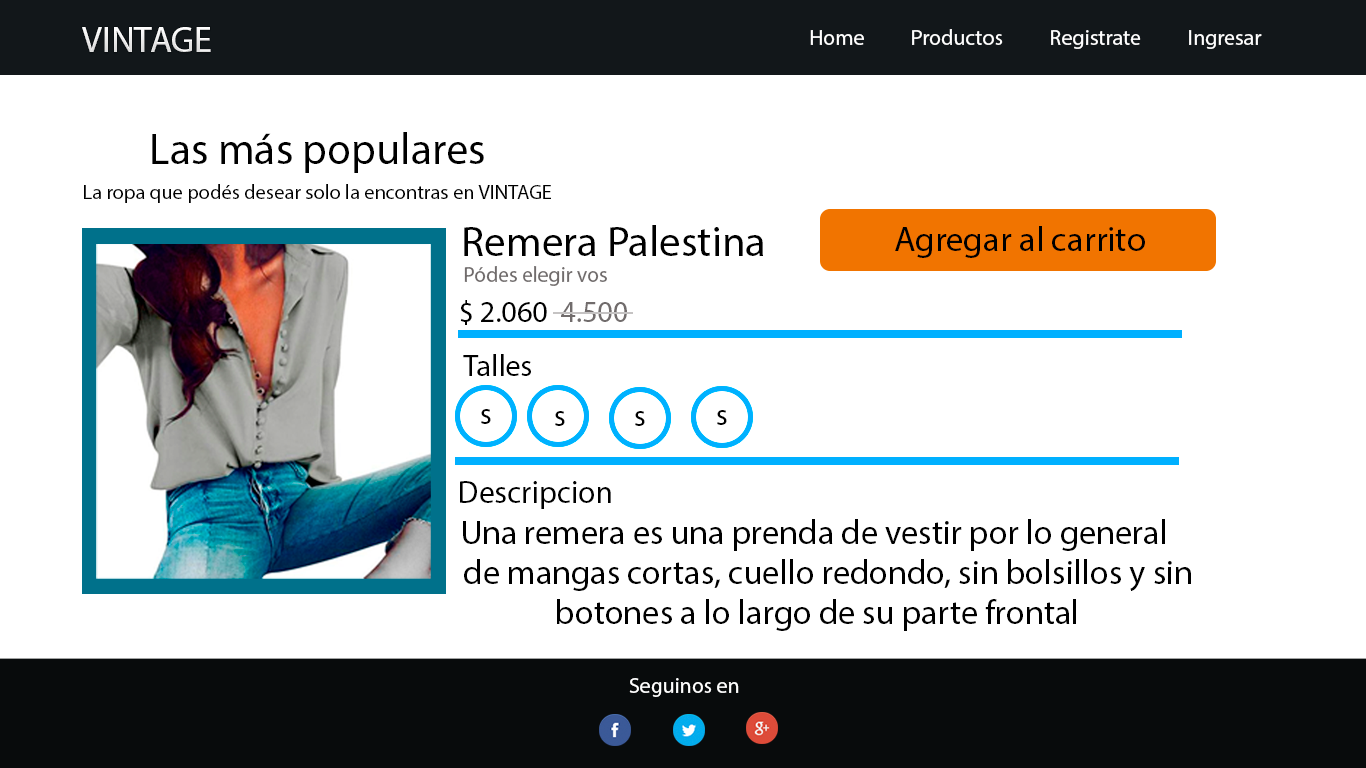 VINTAGE
Home Productos Registrate Ingresar
Las más populares
La ropa que podés desear solo la encontras en VINTAGE
Remera Palestina
Agregar al carrito
Pódes elegir vos
$ 2.060 4.500
Talles
S S S S
Descripcion
Una remera es una prenda de vestir por lo general
de mangas cortas, cuello redondo, sin bolsillos y sin
botones a lo largo de su parte frontal
Seguinos en
f g+